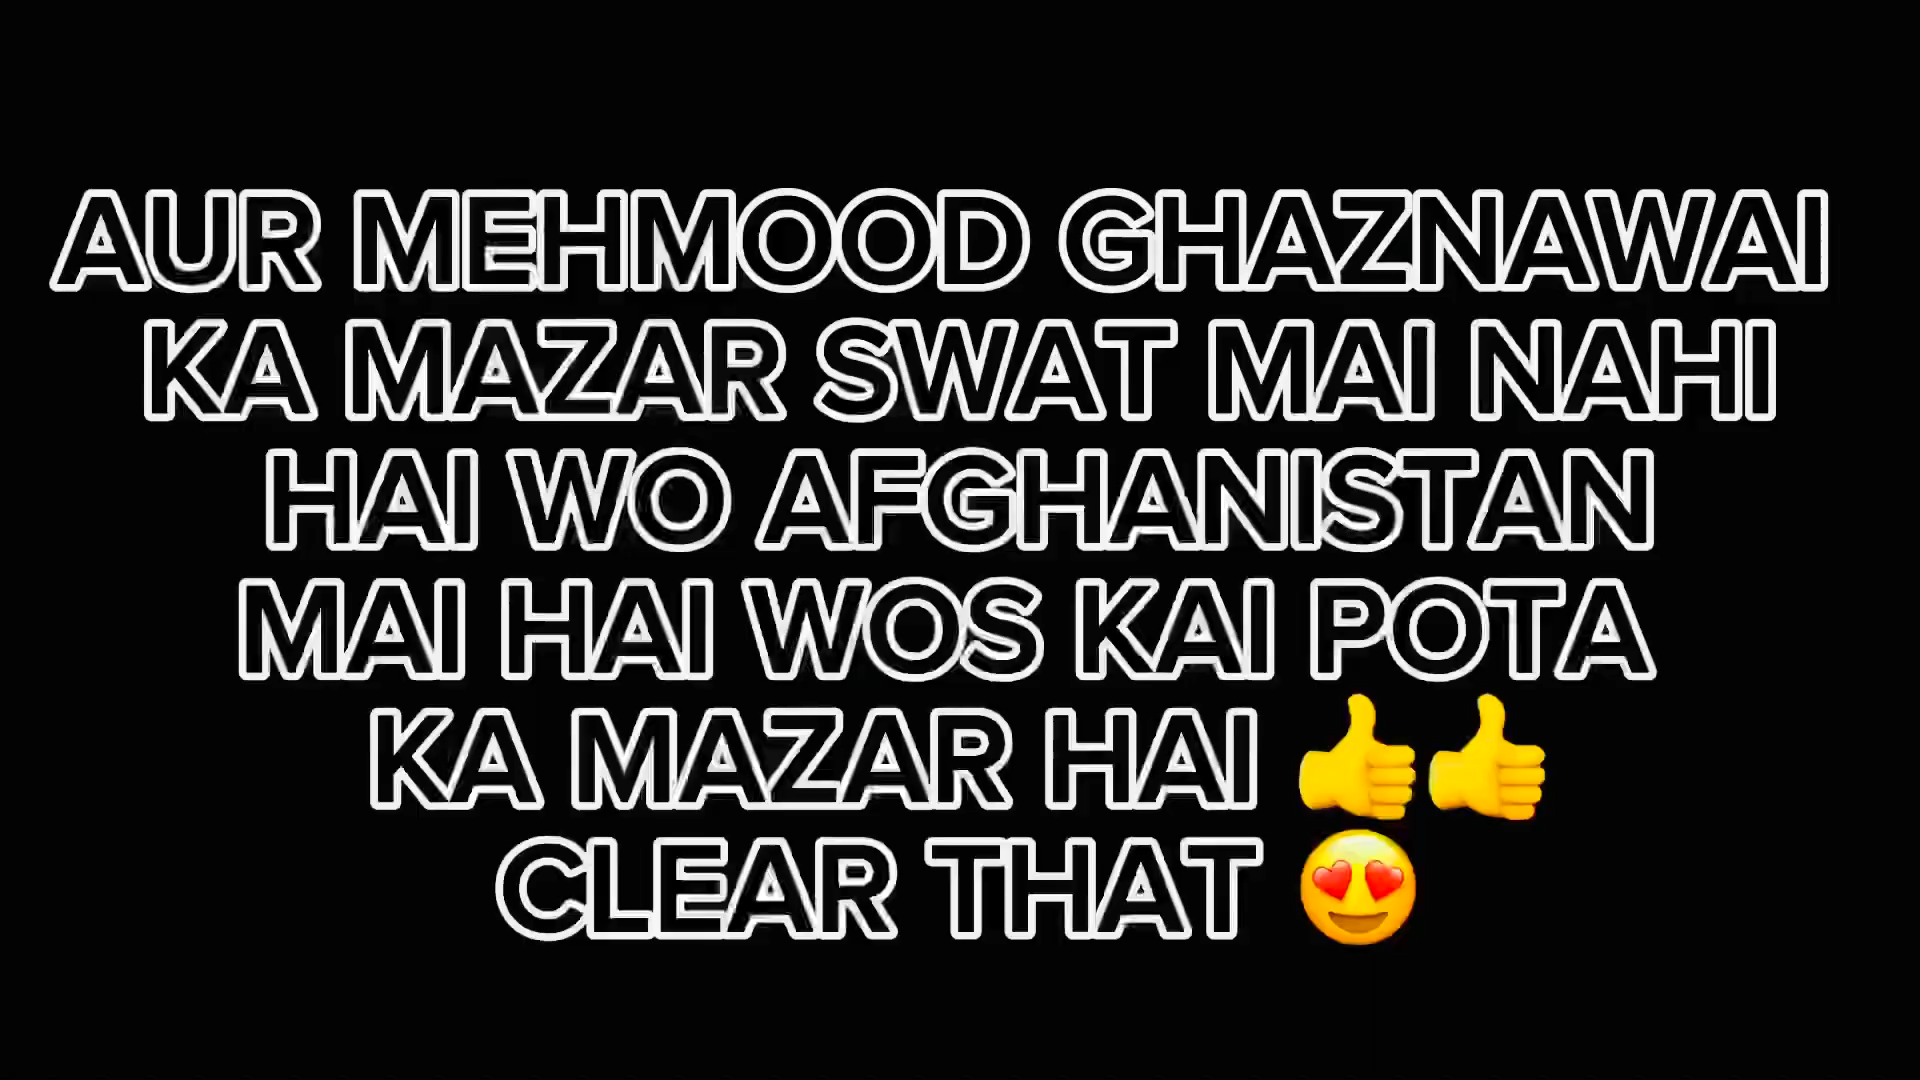 AUR MEHMOOD GHAZNAWAI
KA MAZAR SWAT MAI NAHI
HAI WO AFGHANISTAN
MAI HAI WOS KAI POTA
KA MAZAR HAI 👍👍
CLEAR THAT 😍